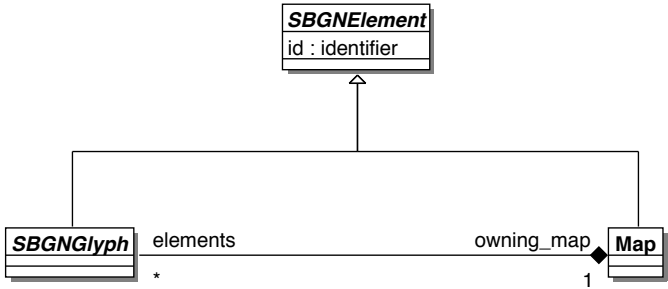 SBGNElement
id : identifier
SBGNGlyph
elements
owning_map
Map
*
1